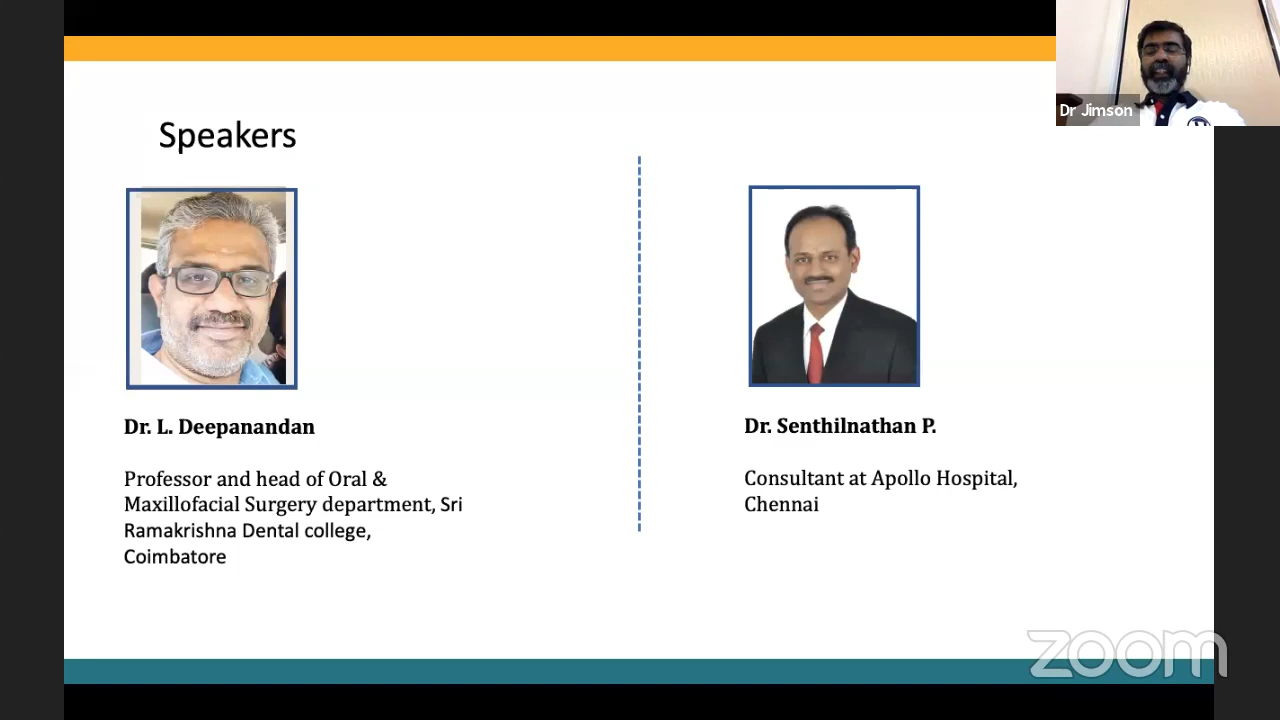 Dr Jimson
Speakers
Dr. L. Deepanandan
Professor and head of Oral &
Maxillofacial Surgery department, Sri
Ramakrishna Dental college,
Coimbatore
Dr. Senthilnathan P.
Consultant at Apollo Hospital,
Chennai
zoom